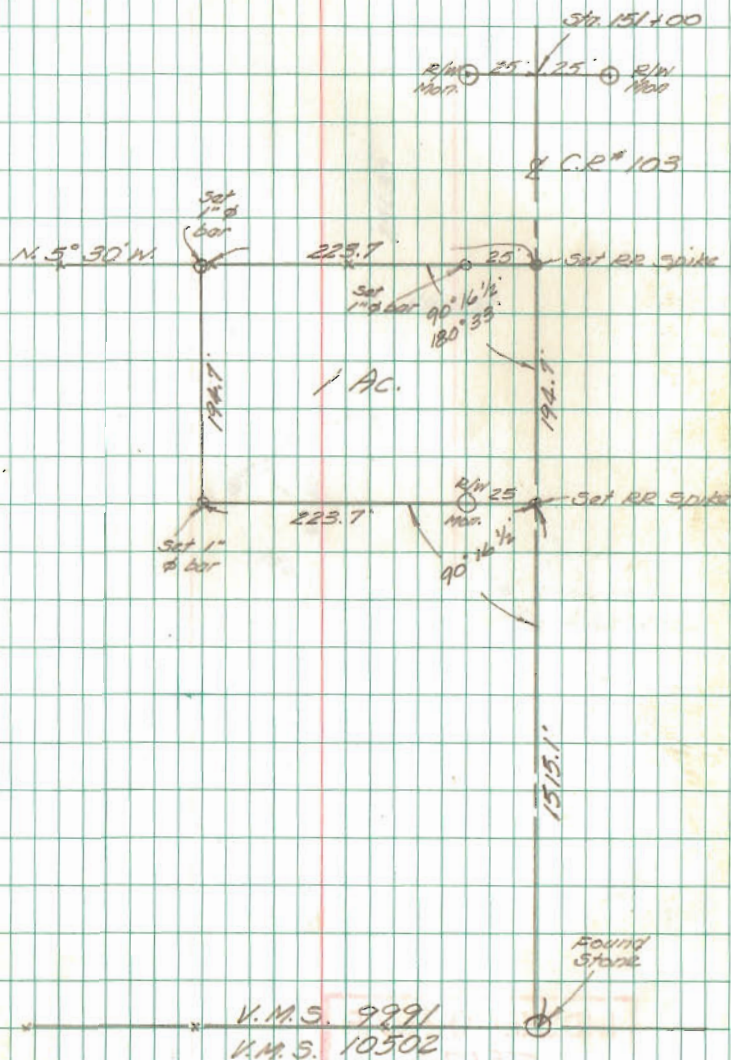 Sta. 151+00
R/W
Mon.
25'
25'
R/W
Mon
C.R.# 103
Set
1"φ
bar
N. 5° 30' W.
223.7
25'
Set RR Spike
Set
1"φ bar
90° 16'½
180° 33'
1 Ac.
194.7'
194.7'
R/W
Mon.
25
Set RR Spike
223.7'
Set 1"
φ bar
90° 16'½
1515.1'
Found
Stone
V.M.S. 9991
V.M.S. 10502